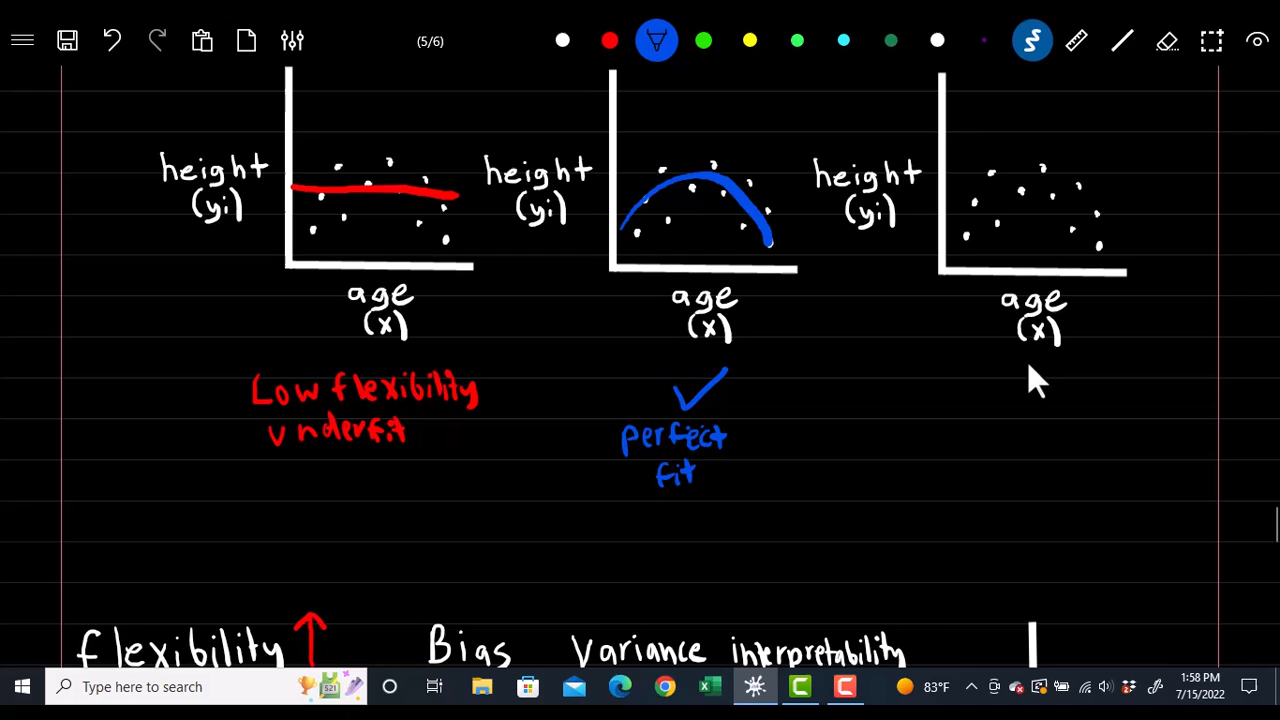 (5/6)
height
(yi)
height
(yi)
height
(yi)
age
(x)
age
(x)
age
(x)
Low flexibility
underfit
perfect
fit
flexibility
Bias
Variance
interpretability
Type here to search
521
83°F
1:58 PM
7/15/2022